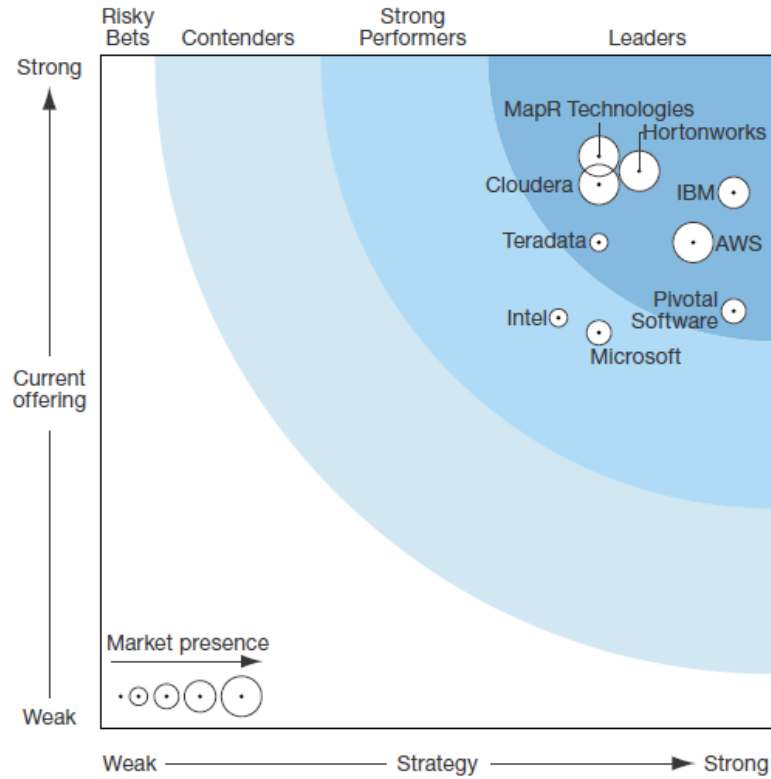 Risky
Bets
Contenders
Strong
Performers
Leaders
Strong
MapR Technologies
Hortonworks
Cloudera
IBM
Teradata
AWS
Pivotal
Software
Intel
Microsoft
Current
offering
Market presence
Weak
Weak
Strategy
Strong